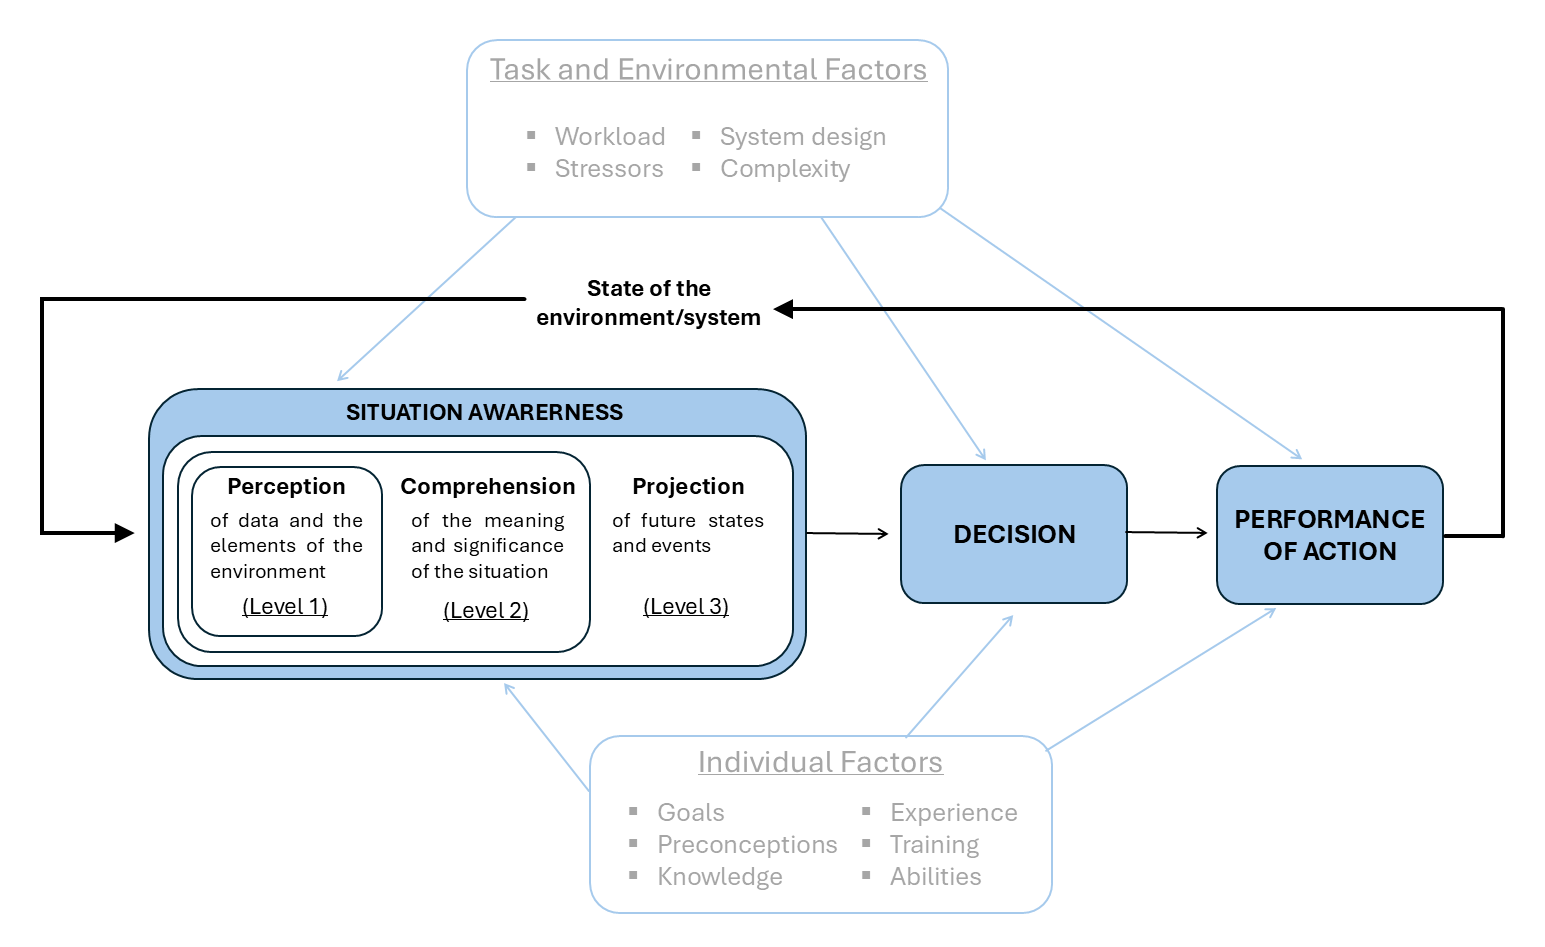 Task and Environmental Factors
▪ Workload ▪ System design
▪ Stressors ▪ Complexity
State of the
environment/system
SITUATION AWARERNESS
Perception
of data and the
elements of the
environment
(Level 1)
Comprehension
of the meaning
and significance
of the situation
(Level 2)
Projection
of future states
and events
(Level 3)
DECISION
PERFORMANCE
OF ACTION
Individual Factors
▪ Goals ▪ Experience
▪ Preconceptions ▪ Training
▪ Knowledge ▪ Abilities